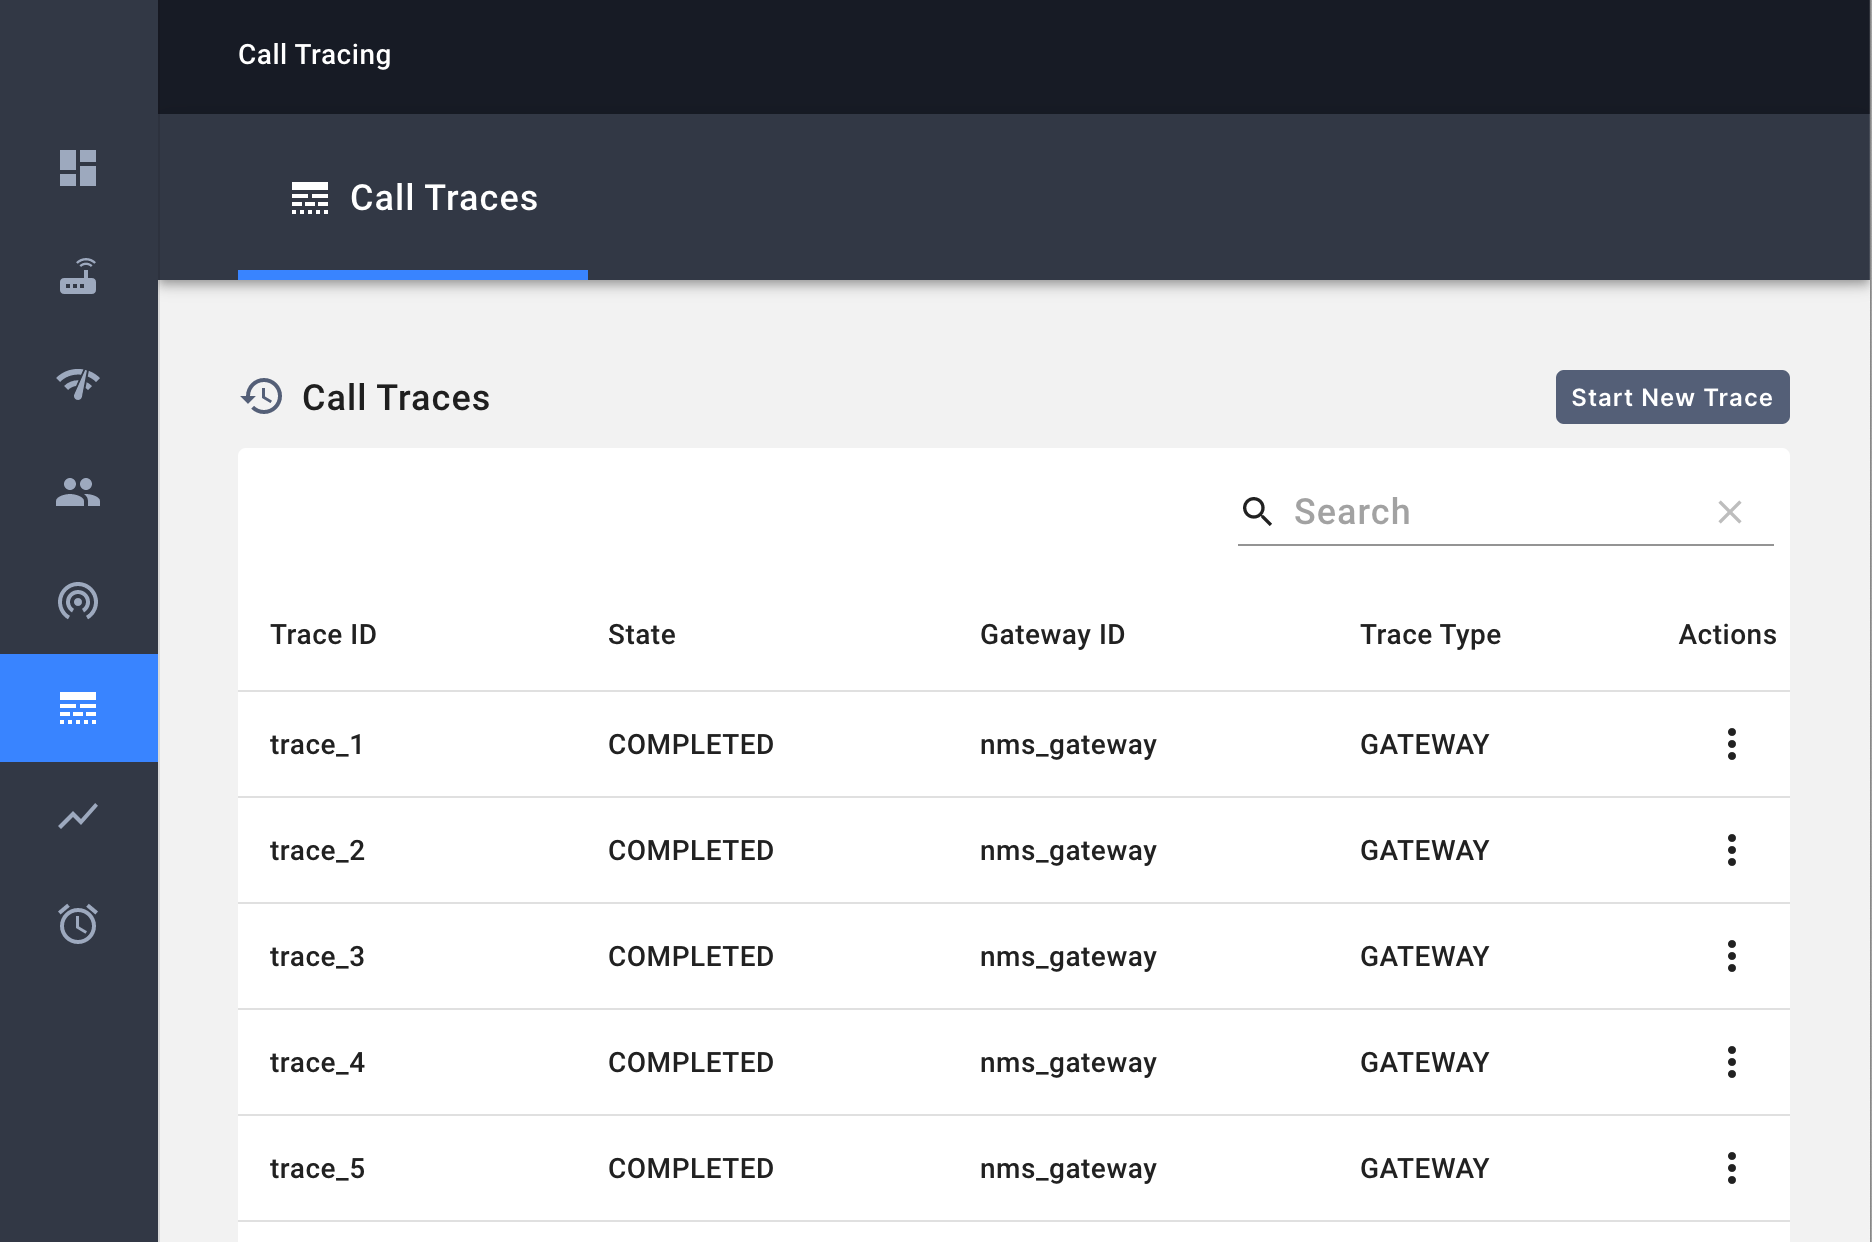 Call Tracing
Call Traces
Call Traces
Start New Trace
Search
Trace ID State Gateway ID Trace Type Actions
trace_1 COMPLETED nms_gateway GATEWAY
trace_2 COMPLETED nms_gateway GATEWAY
trace_3 COMPLETED nms_gateway GATEWAY
trace_4 COMPLETED nms_gateway GATEWAY
trace_5 COMPLETED nms_gateway GATEWAY